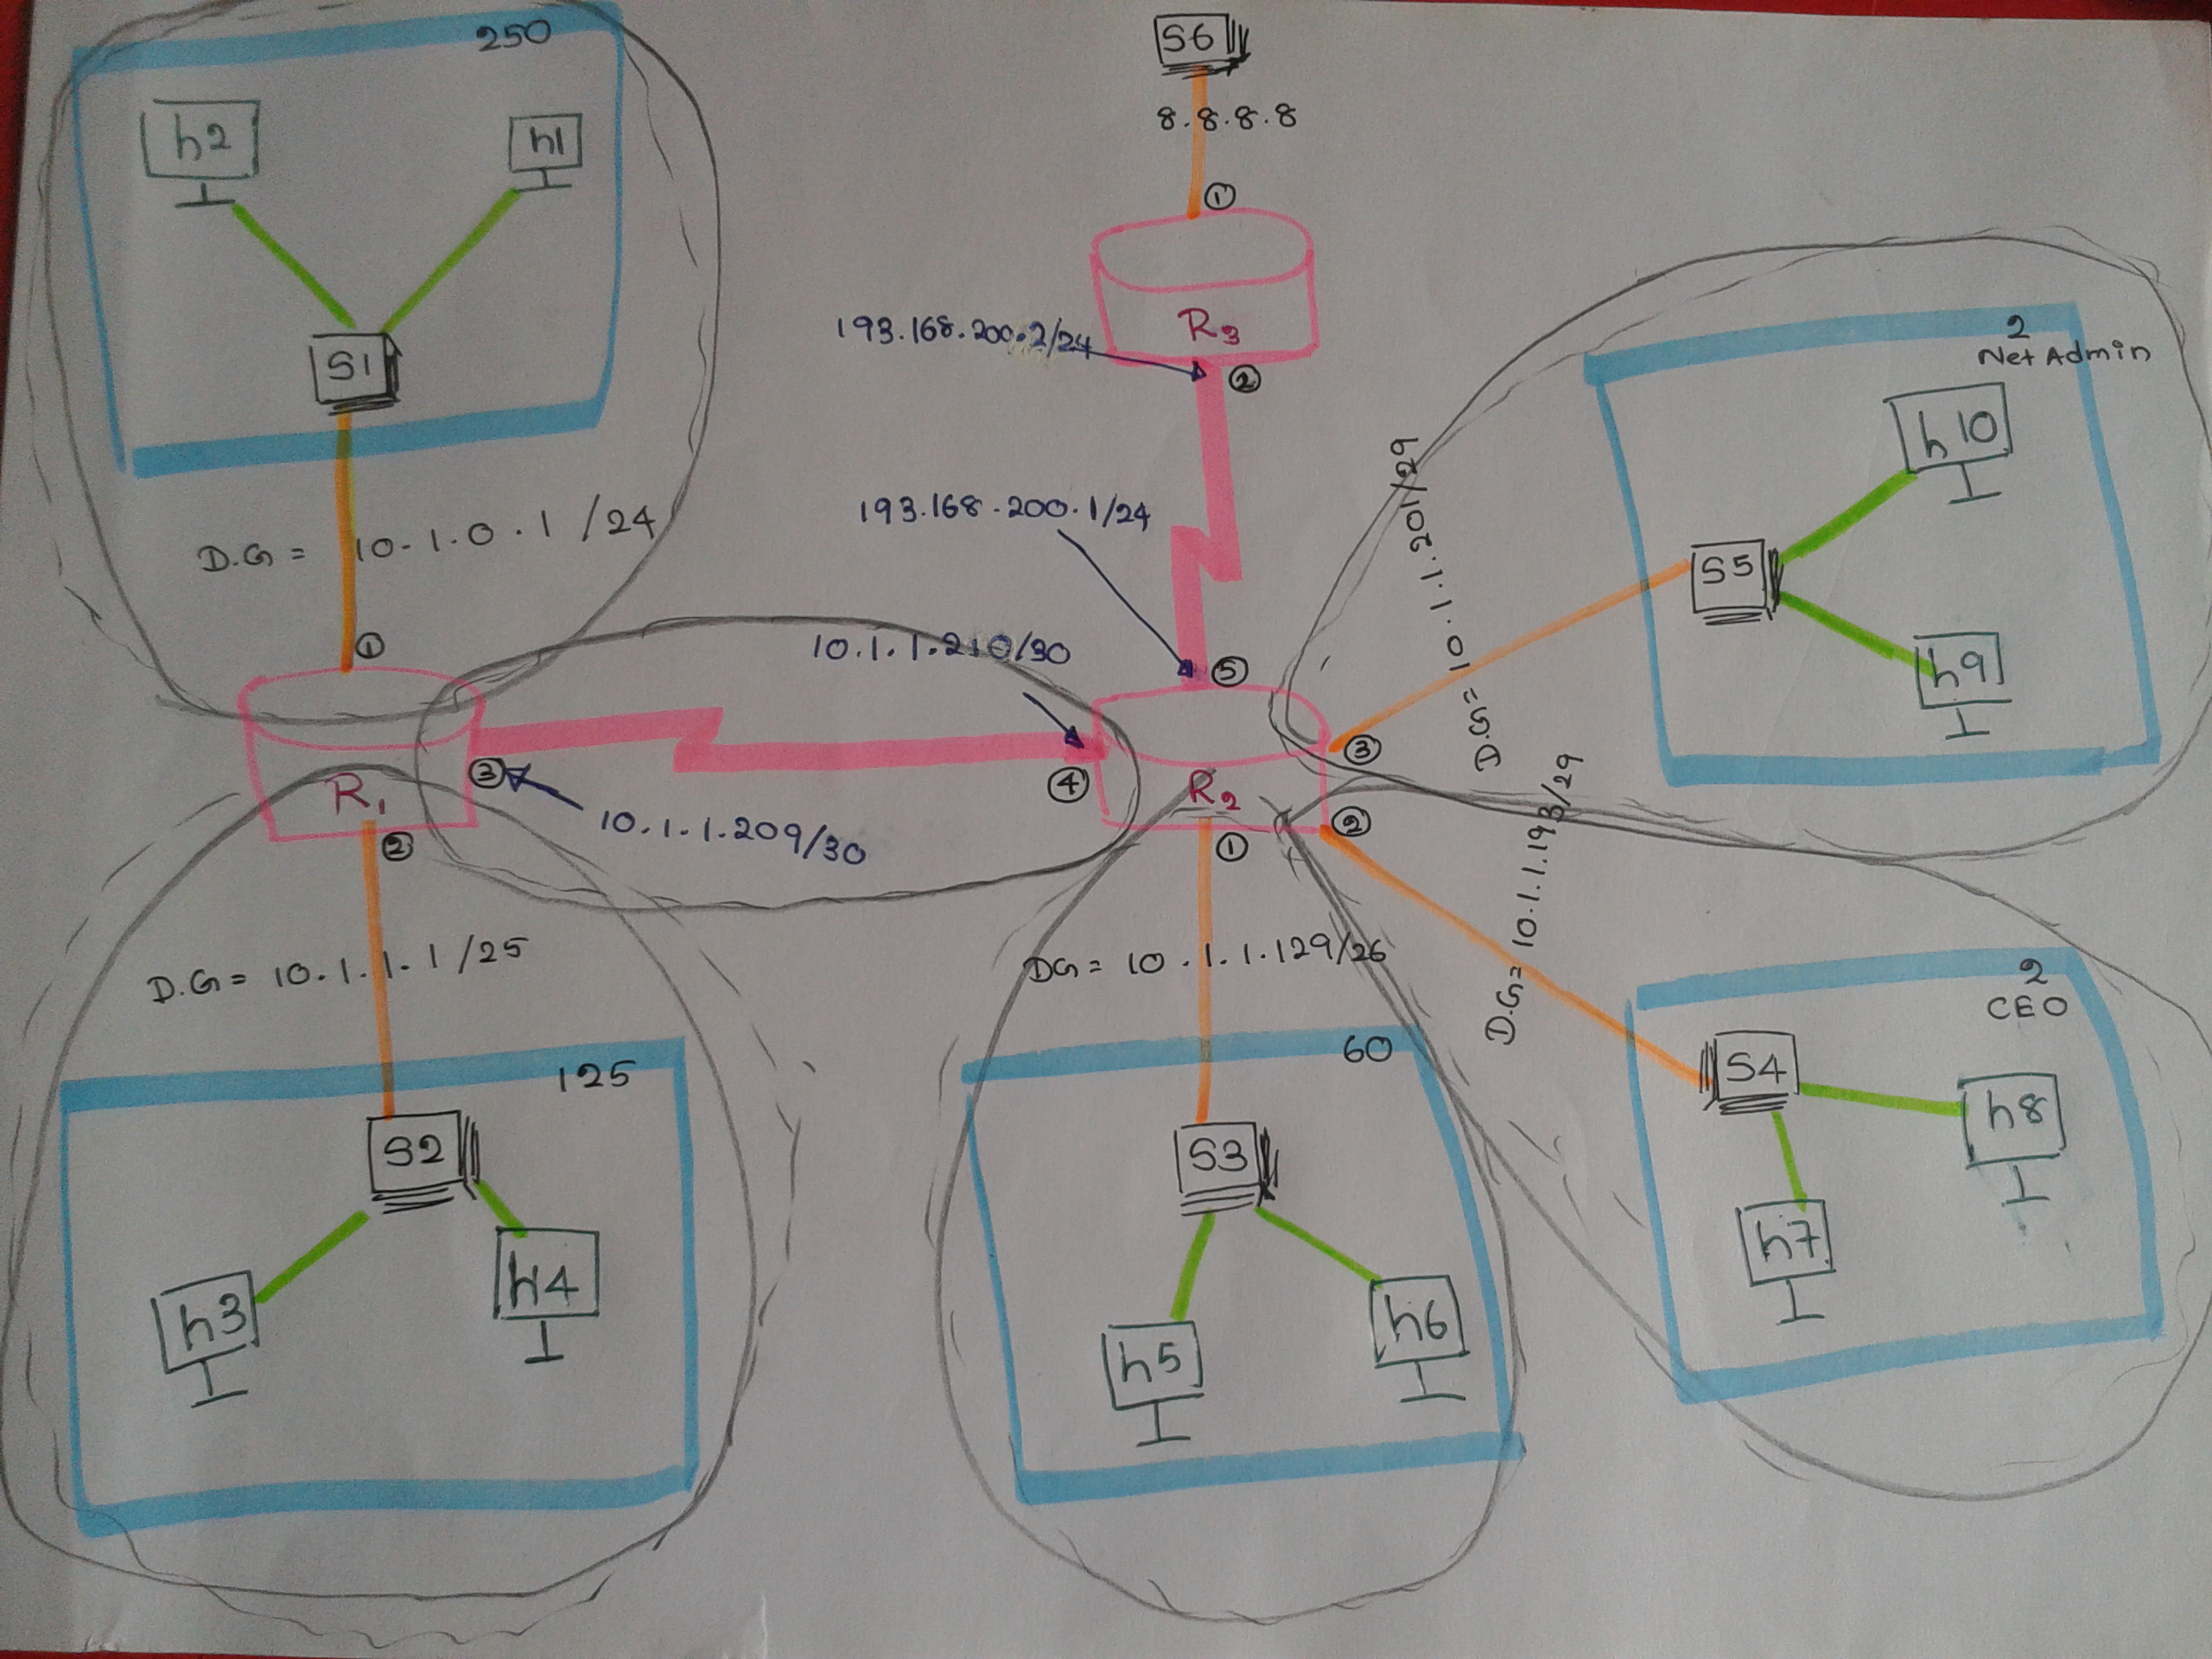 250
h2
h1
S1
D.G = 10.1.0.1 /24
①
S6
8.8.8.8
①
R3
193.168.200.2/24
②
193.168.200.1/24
⑤
10.1.1.210/30
④
R1
③
10.1.1.209/30
②
R2
①
③
②
D.G = 10.1.1.201/29
2
Net Admin
h10
S5
h9
D.G = 10.1.1.193/29
2
CEO
S4
h8
h7
D.G = 10.1.1.1 /25
125
S2
h3
h4
DG = 10.1.1.129/26
60
S3
h5
h6